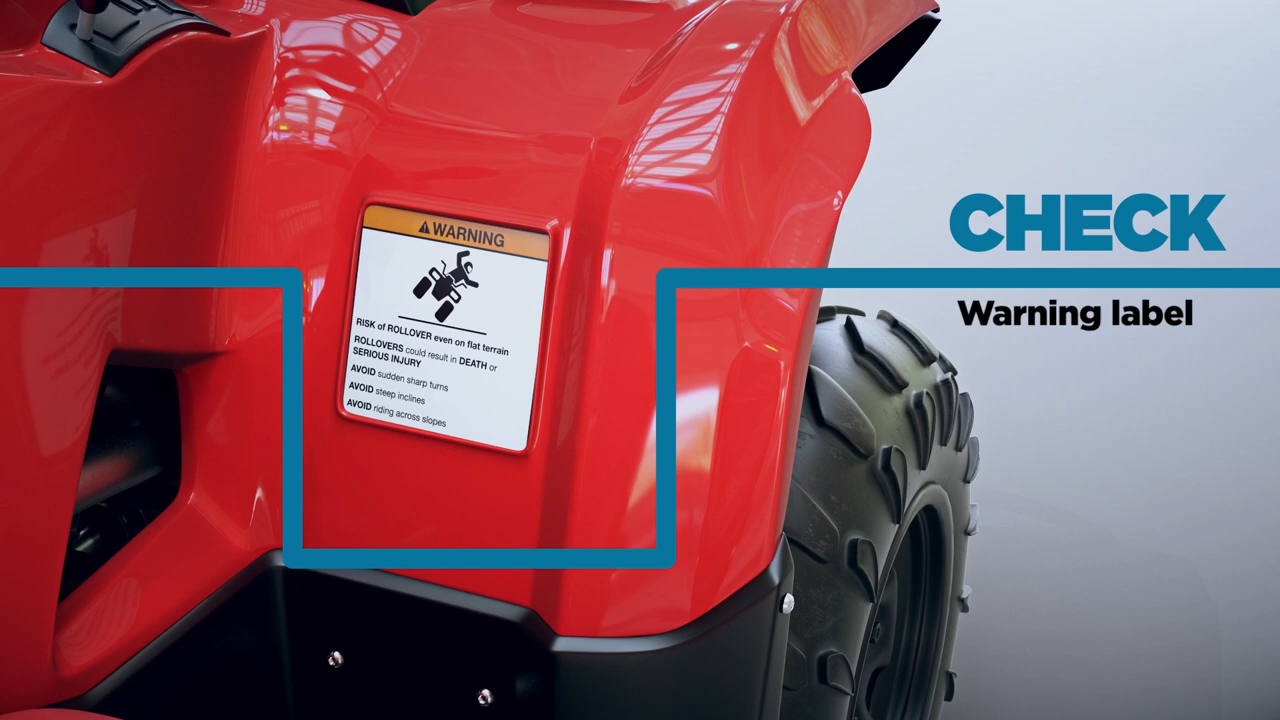 WARNING
RISK of ROLLOVER even on flat terrain
ROLLOVERS could result in DEATH or
SERIOUS INJURY
AVOID sudden sharp turns
AVOID steep inclines
AVOID riding across slopes
CHECK
Warning label